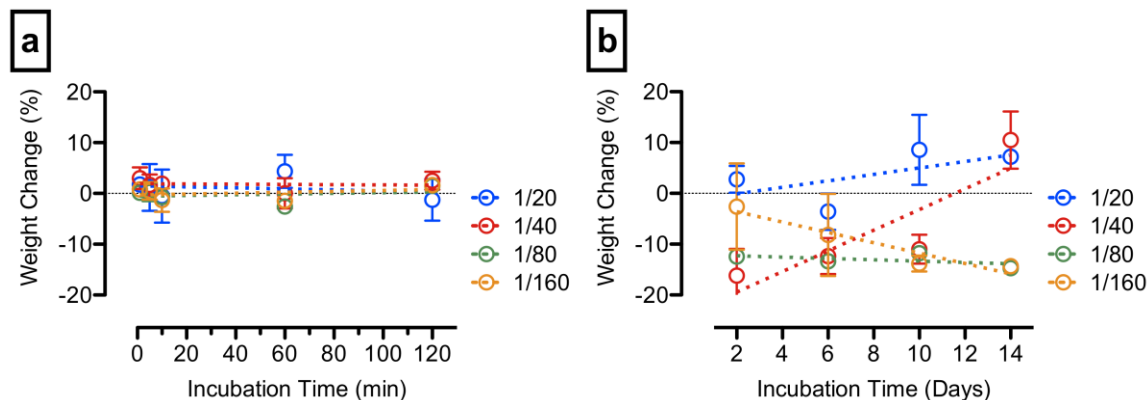 a
Weight Change (%)
20
10
0
-10
-20
0 20 40 60 80 100 120
Incubation Time (min)
1/20
1/40
1/80
1/160
b
Weight Change (%)
20
10
0
-10
-20
2 4 6 8 10 12 14
Incubation Time (Days)
1/20
1/40
1/80
1/160